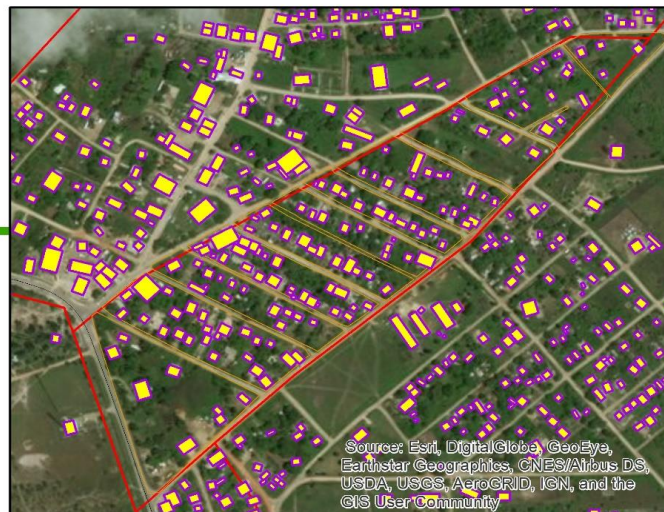 Source: Esri, DigitalGlobe, GeoEye,
Earthstar Geographics, CNES/Airbus DS,
USDA, USGS, AeroGRID, IGN, and the
GIS User Community